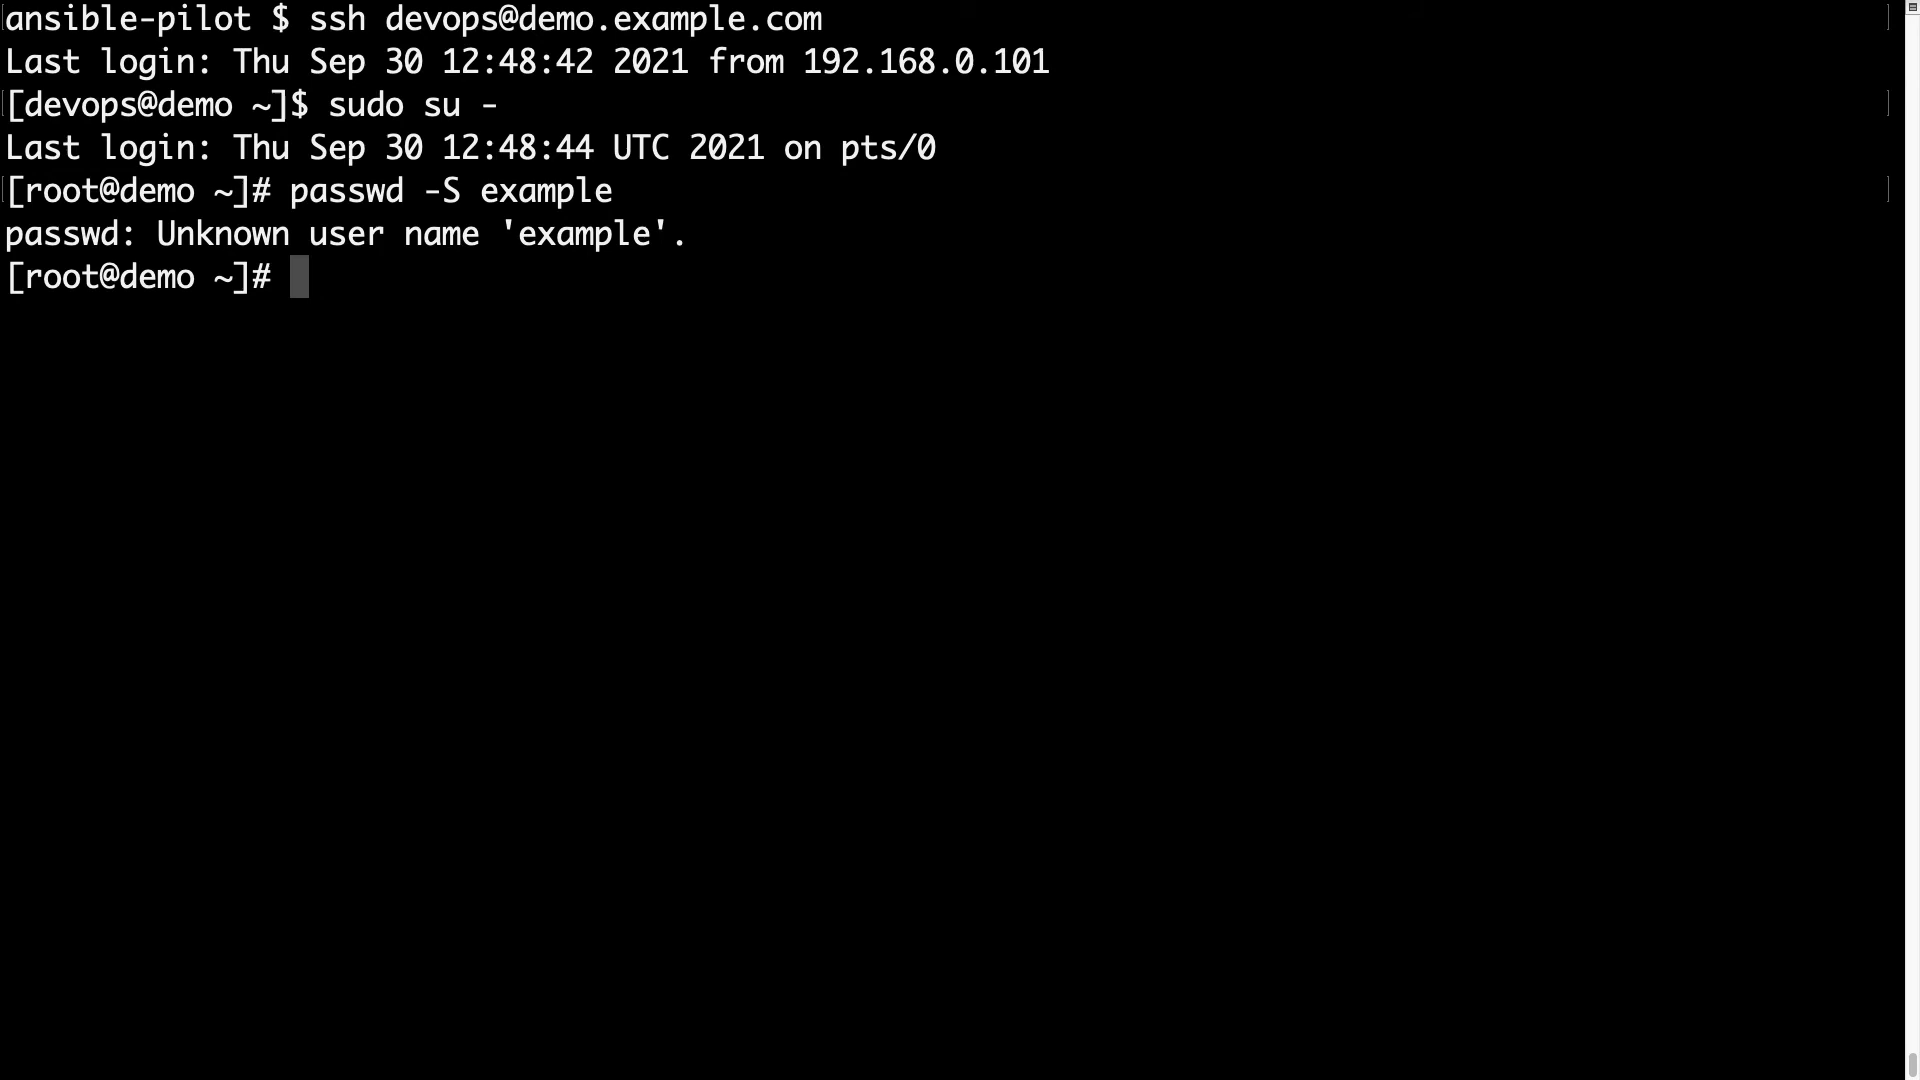 ansible-pilot $ ssh devops@demo.example.com
Last login: Thu Sep 30 12:48:42 2021 from 192.168.0.101
[devops@demo ~]$ sudo su -
Last login: Thu Sep 30 12:48:44 UTC 2021 on pts/0
[root@demo ~]# passwd -S example
passwd: Unknown user name 'example'.
[root@demo ~]#